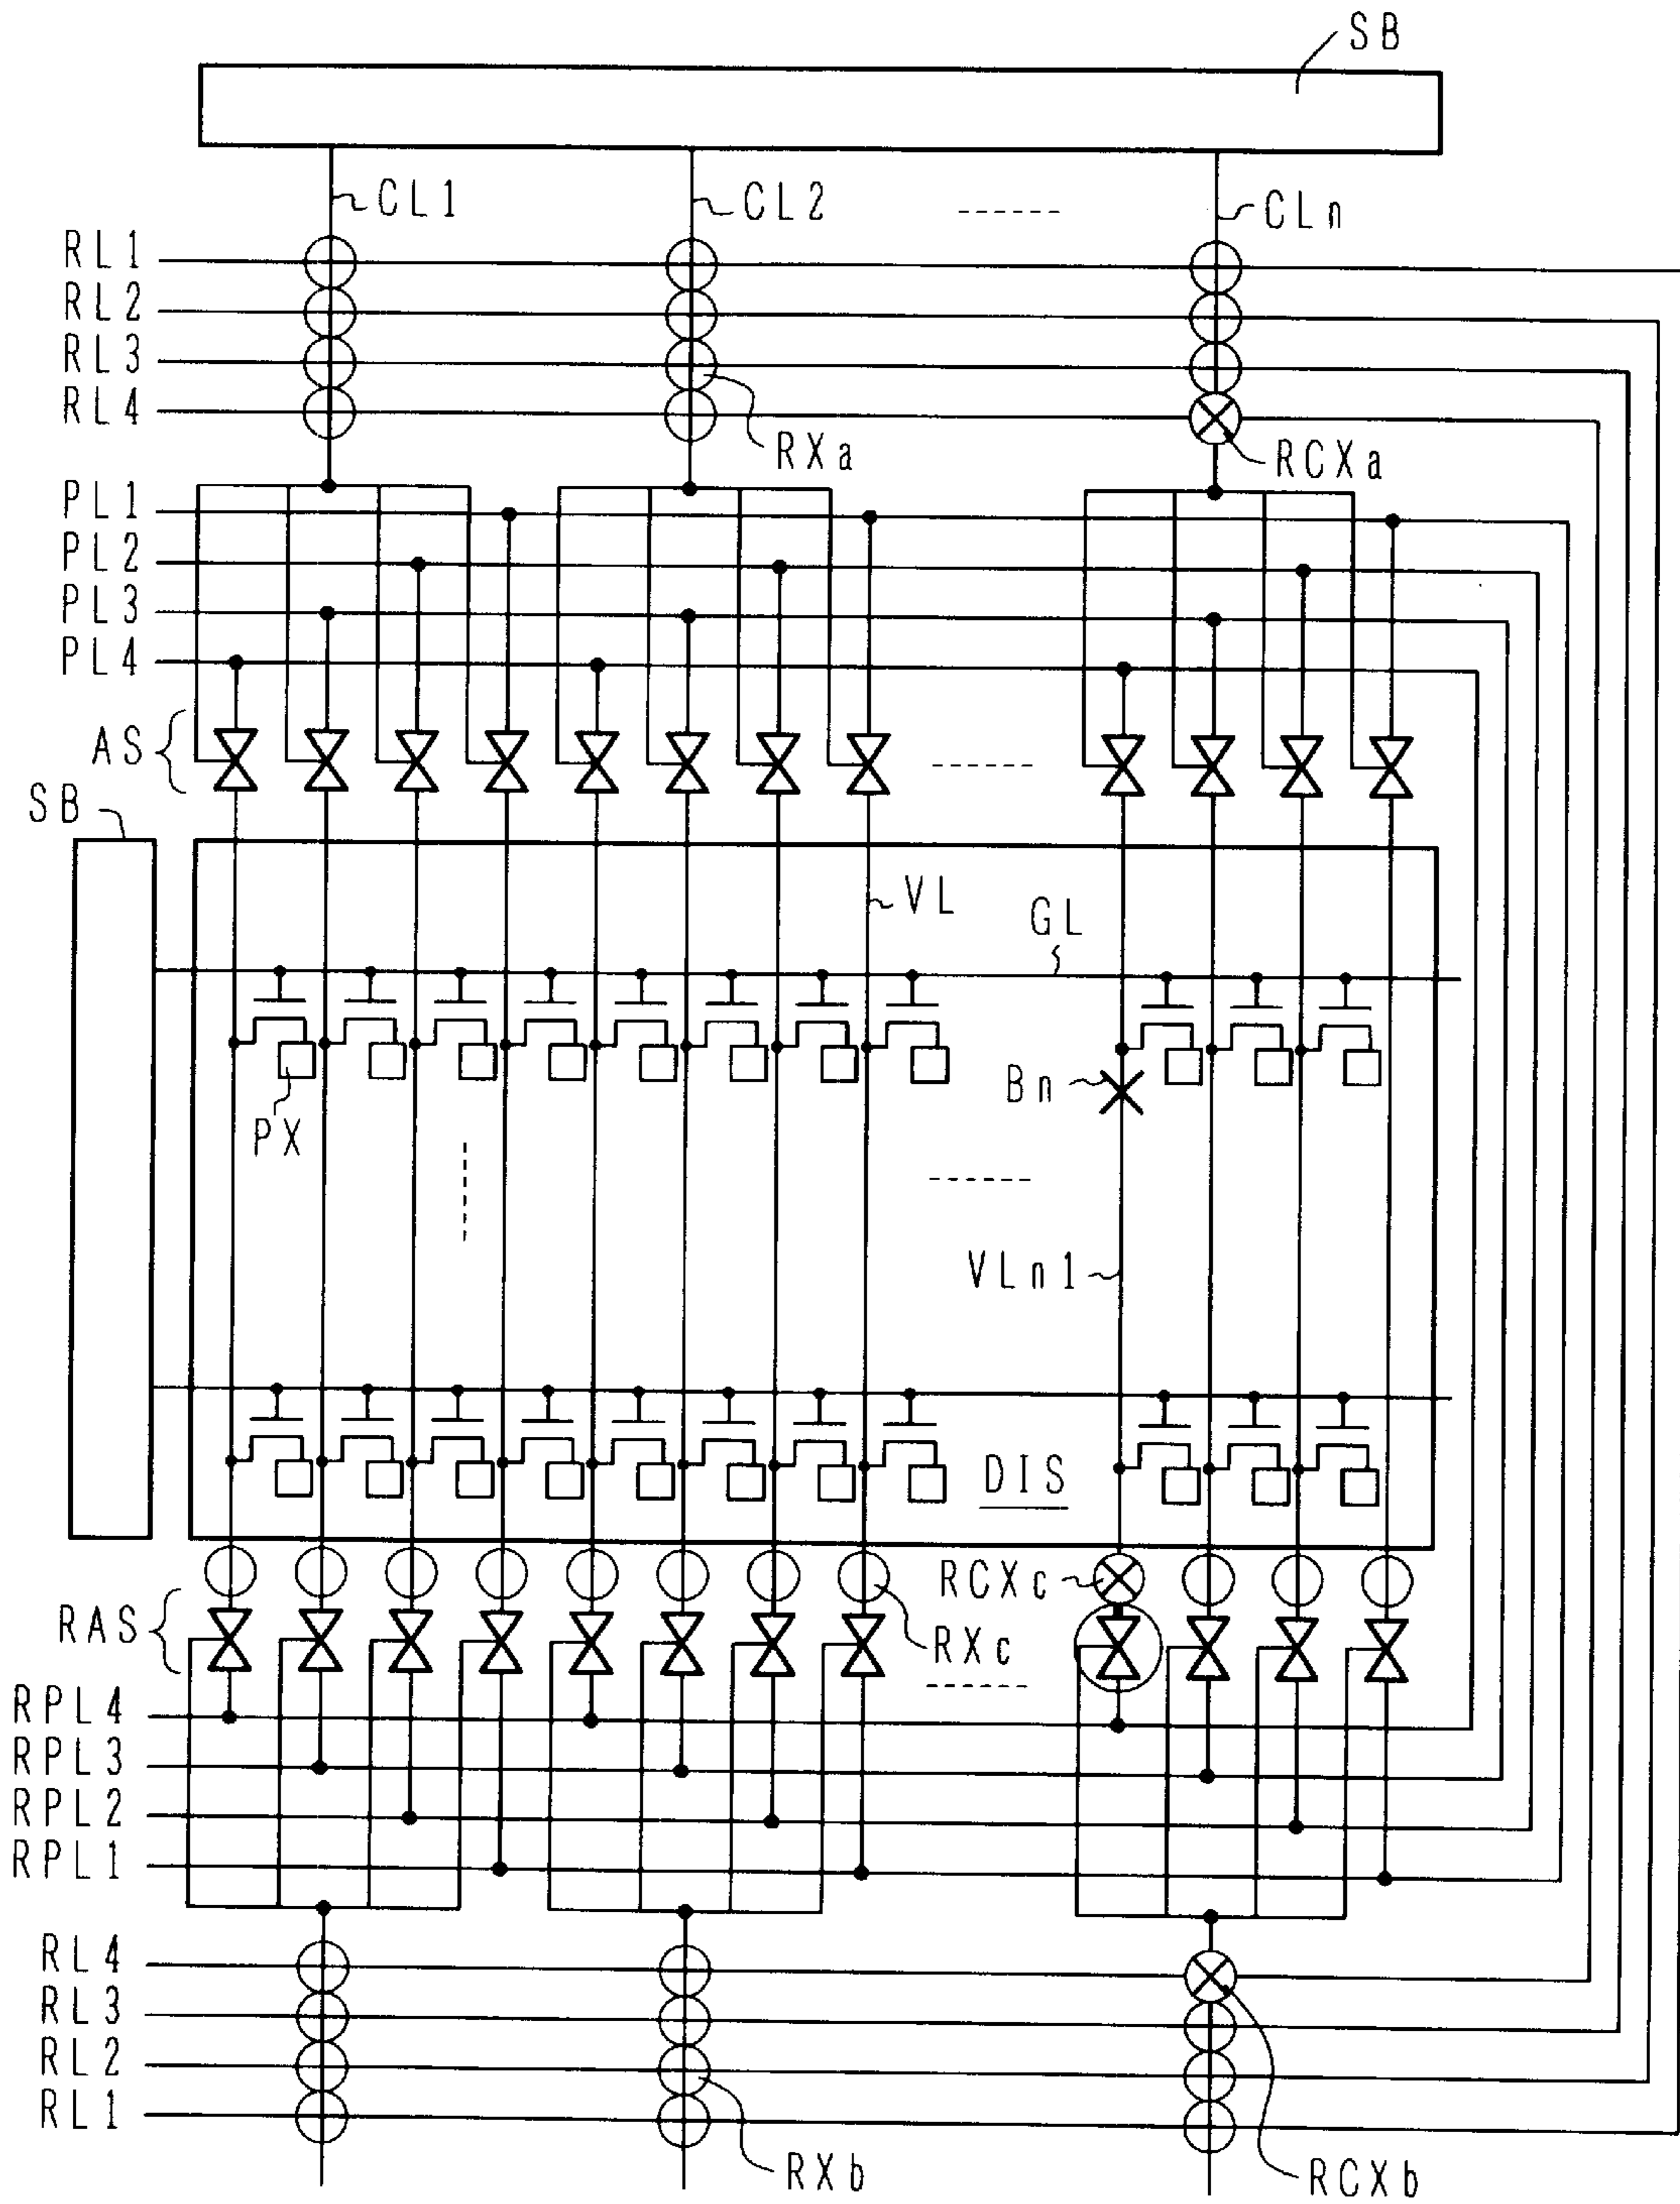 SB
CL1 CL2 CLn
RL1
RL2
RL3
RL4
RXa RCXa
PL1
PL2
PL3
PL4
AS
SB
VL GL
Bn
PX
VLn1
DIS
RCXc
RAS RXc
RPL4
RPL3
RPL2
RPL1
RL4
RL3
RL2
RL1
RXb RCXb